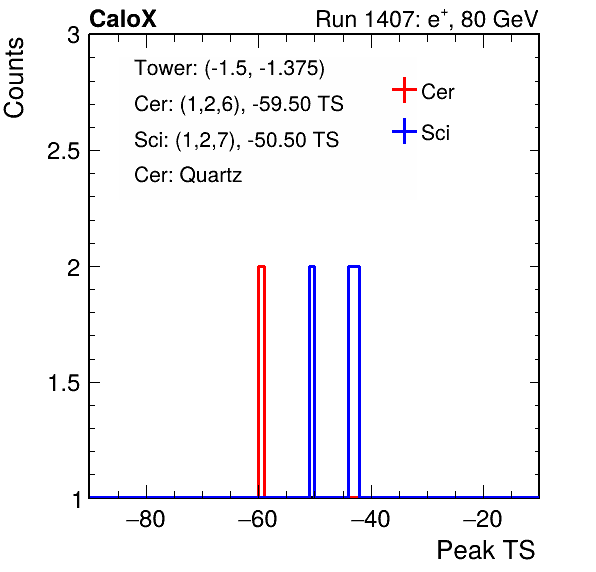 CaloX Run 1407: e+, 80 GeV
Counts
3
2.5
2
1.5
1
Tower: (-1.5, -1.375)
Cer: (1,2,6), -59.50 TS
Sci: (1,2,7), -50.50 TS
Cer: Quartz
Cer
Sci
−80 −60 −40 −20
Peak TS